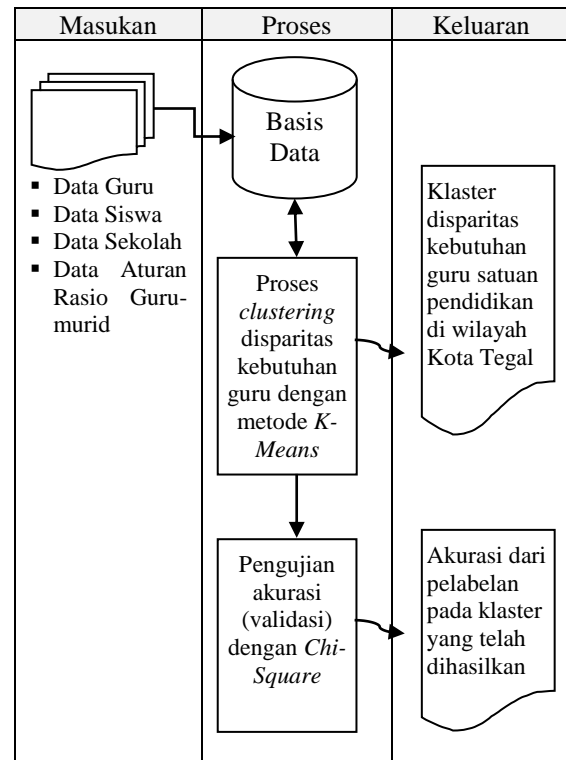 Masukan
Proses
Keluaran
▪ Data Guru
▪ Data Siswa
▪ Data Sekolah
▪ Data Aturan
Rasio Guru-
murid
Basis
Data
Proses
clustering
disparitas
kebutuhan
guru dengan
metode K-
Means
Pengujian
akurasi
(validasi)
dengan Chi-
Square
Klaster
disparitas
kebutuhan
guru satuan
pendidikan
di wilayah
Kota Tegal
Akurasi dari
pelabelan
pada klaster
yang telah
dihasilkan